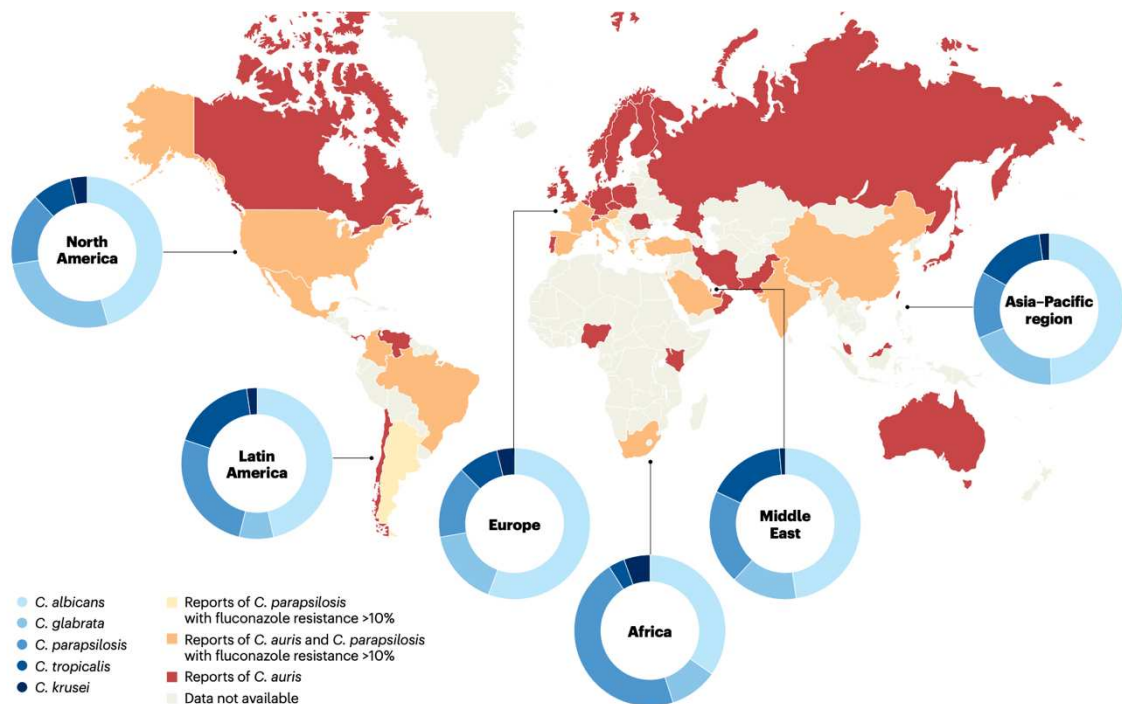 North
America
Asia–Pacific
region
Latin
America
Europe
Middle
East
Africa
C. albicans
C. glabrata
C. parapsilosis
C. tropicalis
C. krusei
Reports of C. parapsilosis
with fluconazole resistance >10%
Reports of C. auris and C. parapsilosis
with fluconazole resistance >10%
Reports of C. auris
Data not available